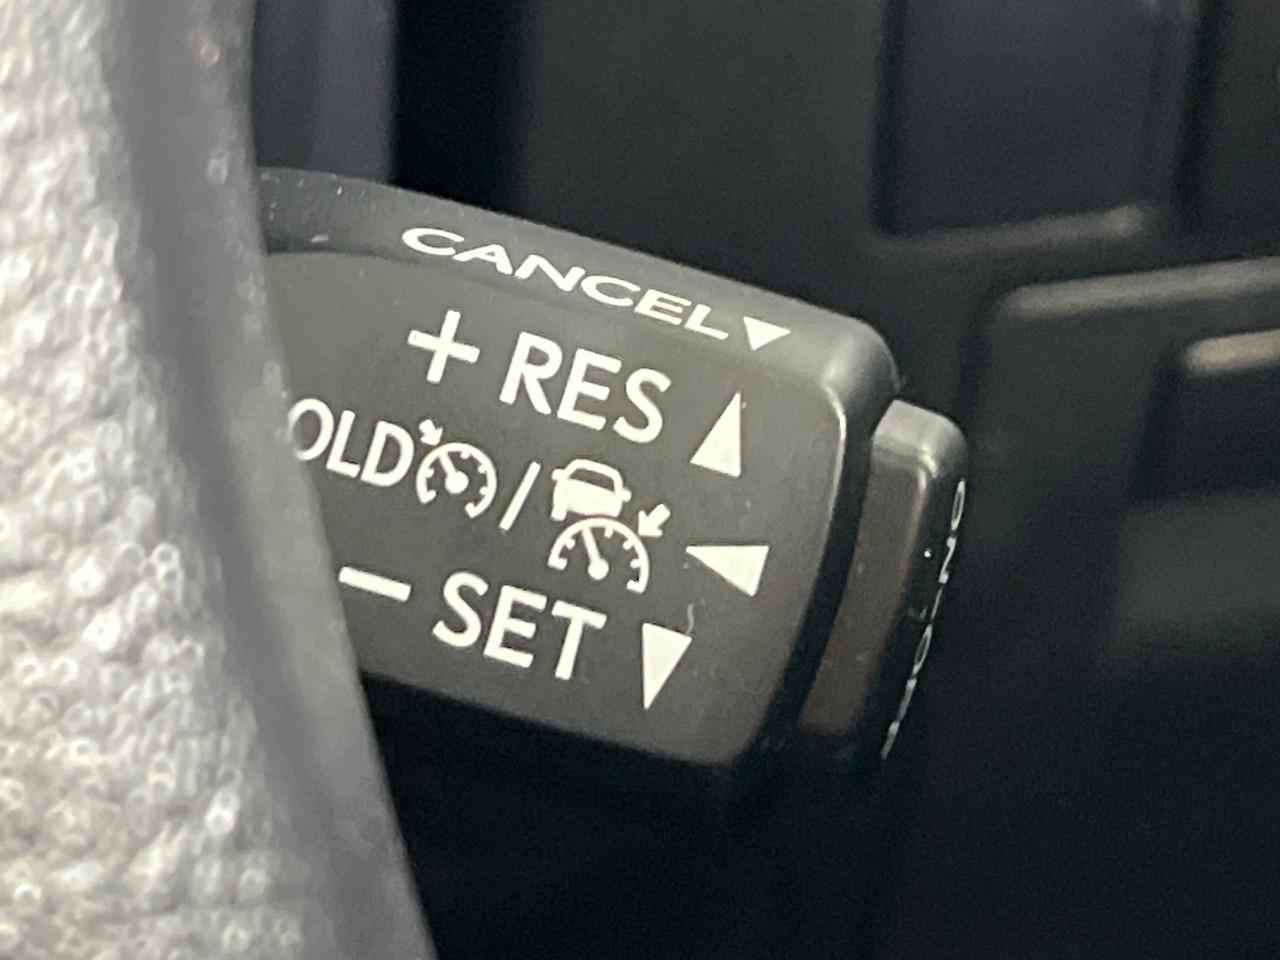 CANCEL
+ RES
OLD /
− SET